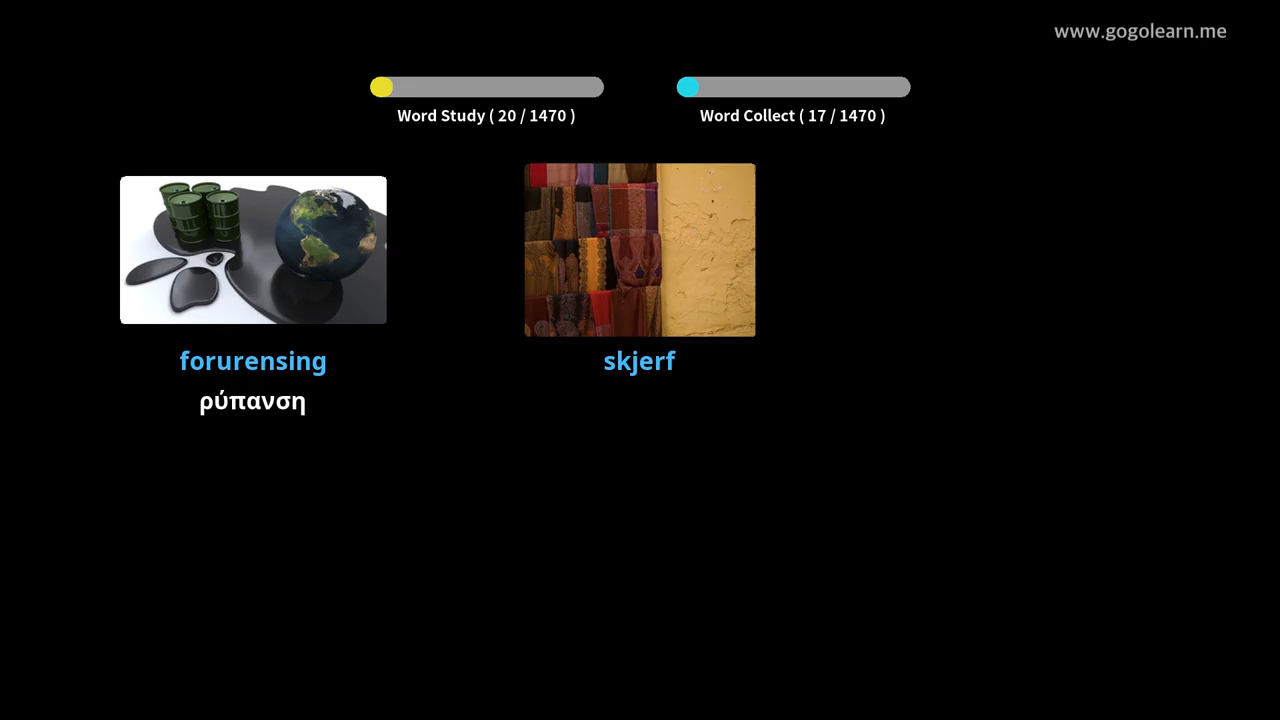 www.gogolearn.me
Word Study ( 20 / 1470 )
Word Collect ( 17 / 1470 )
forurensing
ρύπανση
skjerf